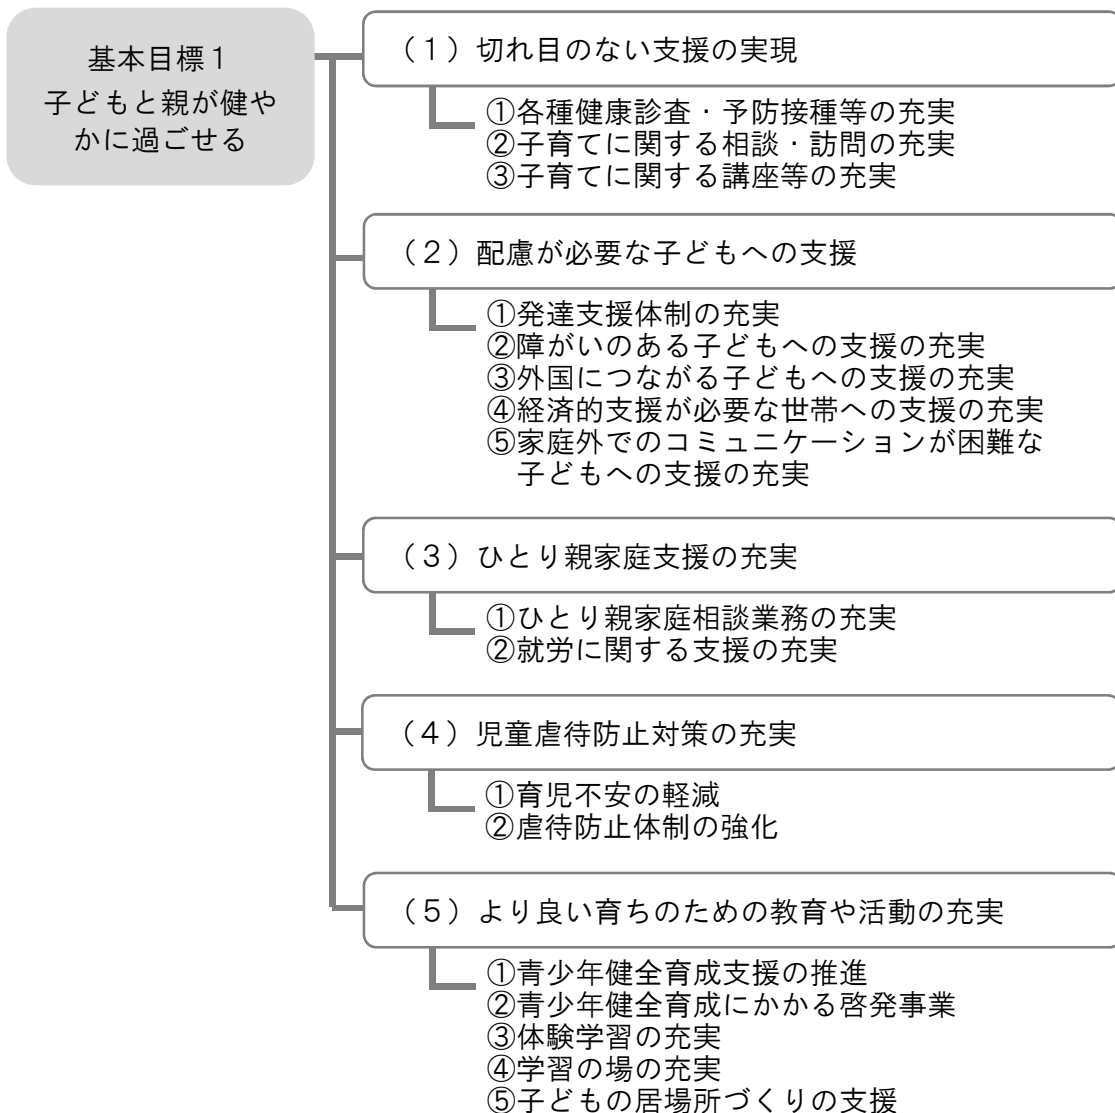 基本目標１
子どもと親が健や
かに過ごせる
（１）切れ目のない支援の実現
①各種健康診査・予防接種等の充実
②子育てに関する相談・訪問の充実
③子育てに関する講座等の充実
（２）配慮が必要な子どもへの支援
①発達支援体制の充実
②障がいのある子どもへの支援の充実
③外国につながる子どもへの支援の充実
④経済的支援が必要な世帯への支援の充実
⑤家庭外でのコミュニケーションが困難な
子どもへの支援の充実
（３）ひとり親家庭支援の充実
①ひとり親家庭相談業務の充実
②就労に関する支援の充実
（４）児童虐待防止対策の充実
①育児不安の軽減
②虐待防止体制の強化
（５）より良い育ちのための教育や活動の充実
①青少年健全育成支援の推進
②青少年健全育成にかかる啓発事業
③体験学習の充実
④学習の場の充実
⑤子どもの居場所づくりの支援